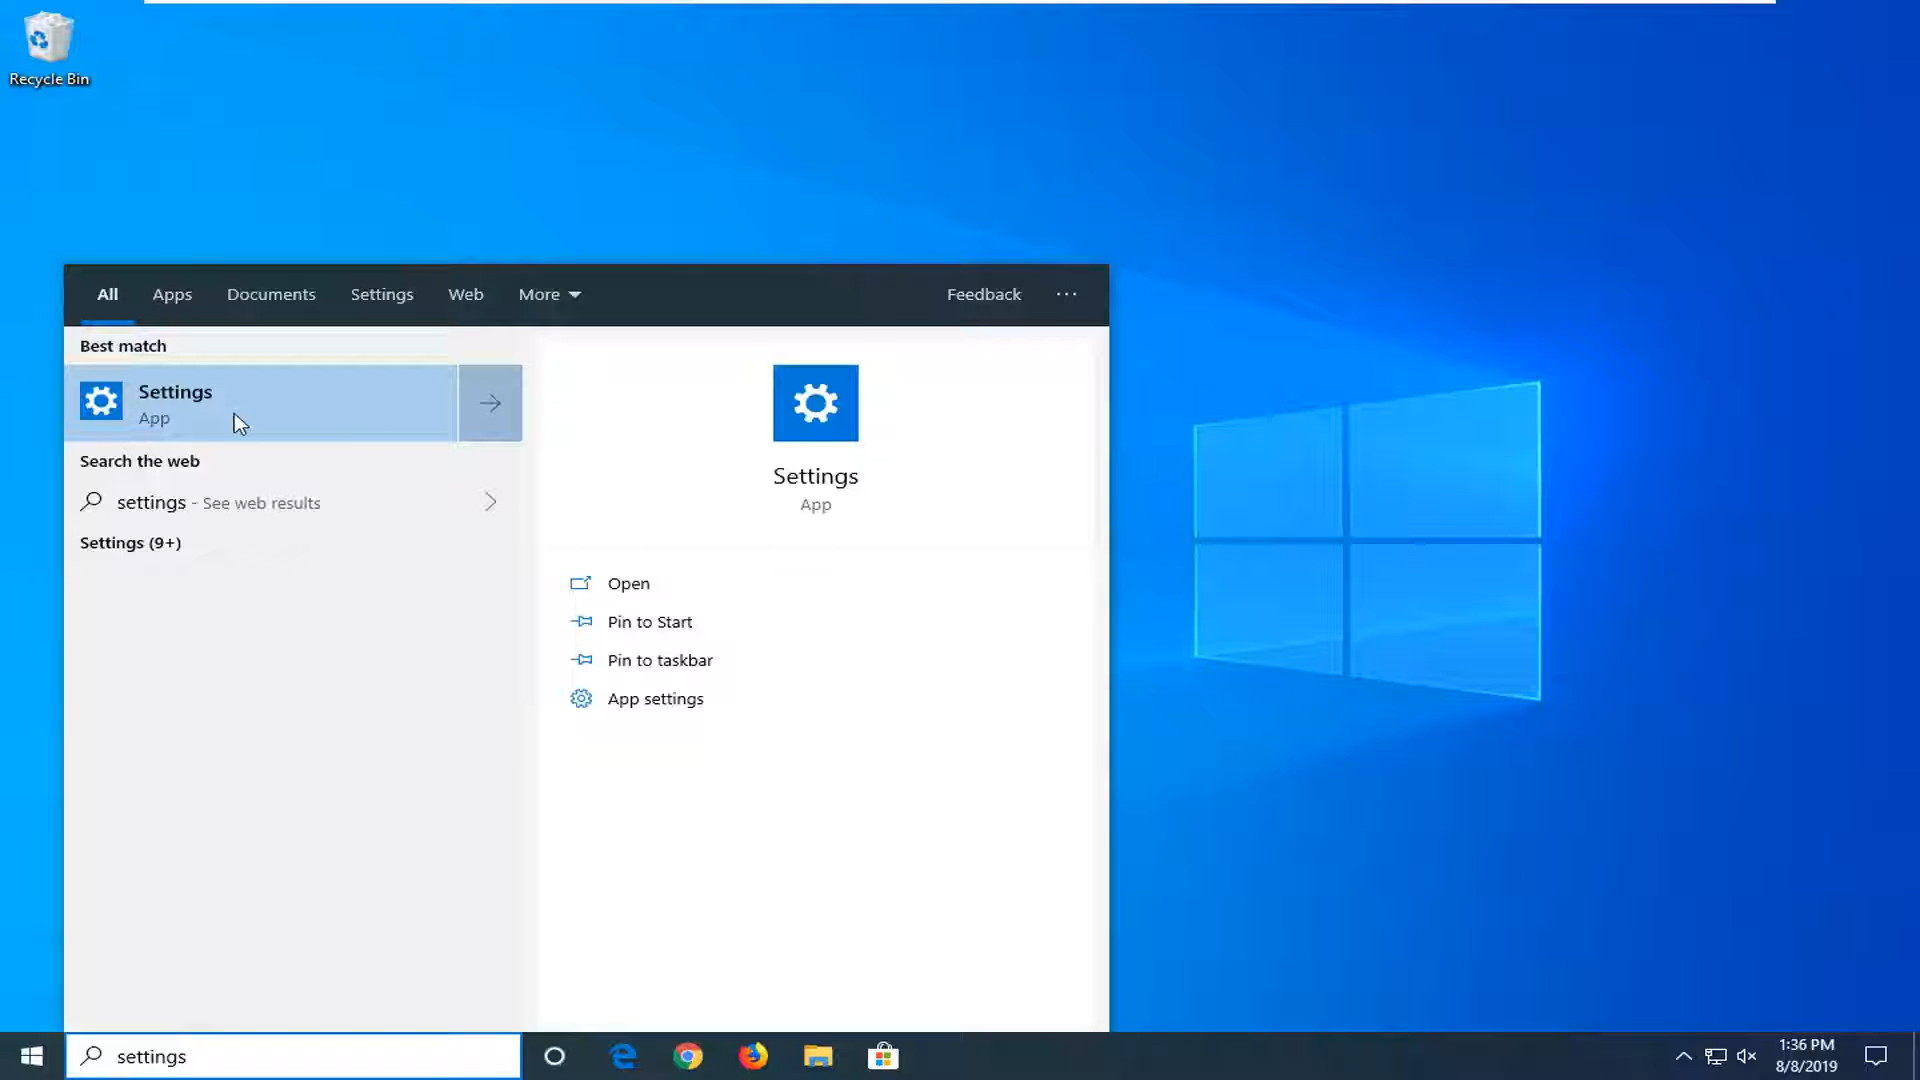 Recycle Bin
All Apps Documents Settings Web More Feedback ···
Best match
Settings
App
Search the web
settings - See web results
Settings (9+)
Settings
App
Open
Pin to Start
Pin to taskbar
App settings
settings
1:36 PM
8/8/2019